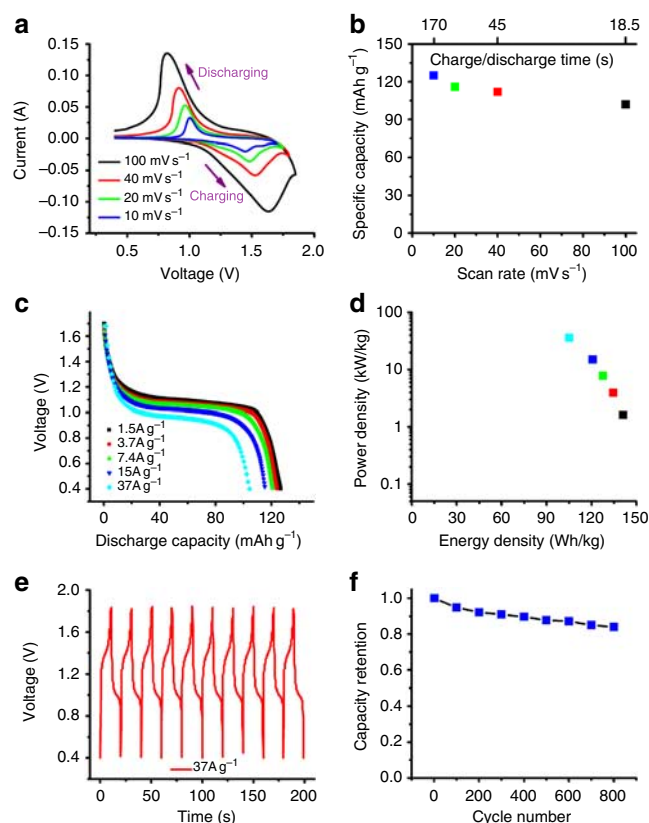 a
0.15
0.10
0.05
0.00
–0.05
–0.10
–0.15
Current (A)
Discharging
Charging
100 mV s⁻¹
40 mV s⁻¹
20 mV s⁻¹
10 mV s⁻¹
0.5 1.0 1.5 2.0
Voltage (V)
b
170 45 18.5
Charge/discharge time (s)
150
120
90
60
30
0
Specific capacity (mAh g⁻¹)
0 20 40 60 80 100
Scan rate (mV s⁻¹)
c
1.6
1.4
1.2
1.0
0.8
0.6
0.4
Voltage (V)
1.5A g⁻¹
3.7A g⁻¹
7.4A g⁻¹
15A g⁻¹
37A g⁻¹
0 40 80 120
Discharge capacity (mAh g⁻¹)
d
100
10
1
0.1
Power density (kW/kg)
0 30 60 90 120 150
Energy density (Wh/kg)
e
2.0
1.6
1.2
0.8
0.4
Voltage (V)
37A g⁻¹
0 50 100 150 200
Time (s)
f
1.0
0.8
0.6
0.4
0.2
0.0
Capacity retention
0 200 400 600 800
Cycle number